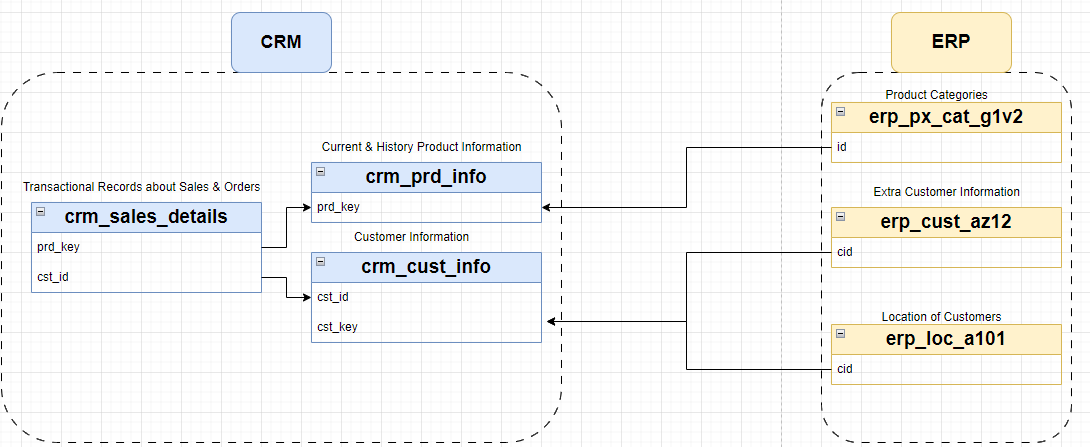 CRM
ERP
Transactional Records about Sales & Orders
crm_sales_details
prd_key
cst_id
Current & History Product Information
crm_prd_info
prd_key
Customer Information
crm_cust_info
cst_id
cst_key
Product Categories
erp_px_cat_g1v2
id
Extra Customer Information
erp_cust_az12
cid
Location of Customers
erp_loc_a101
cid